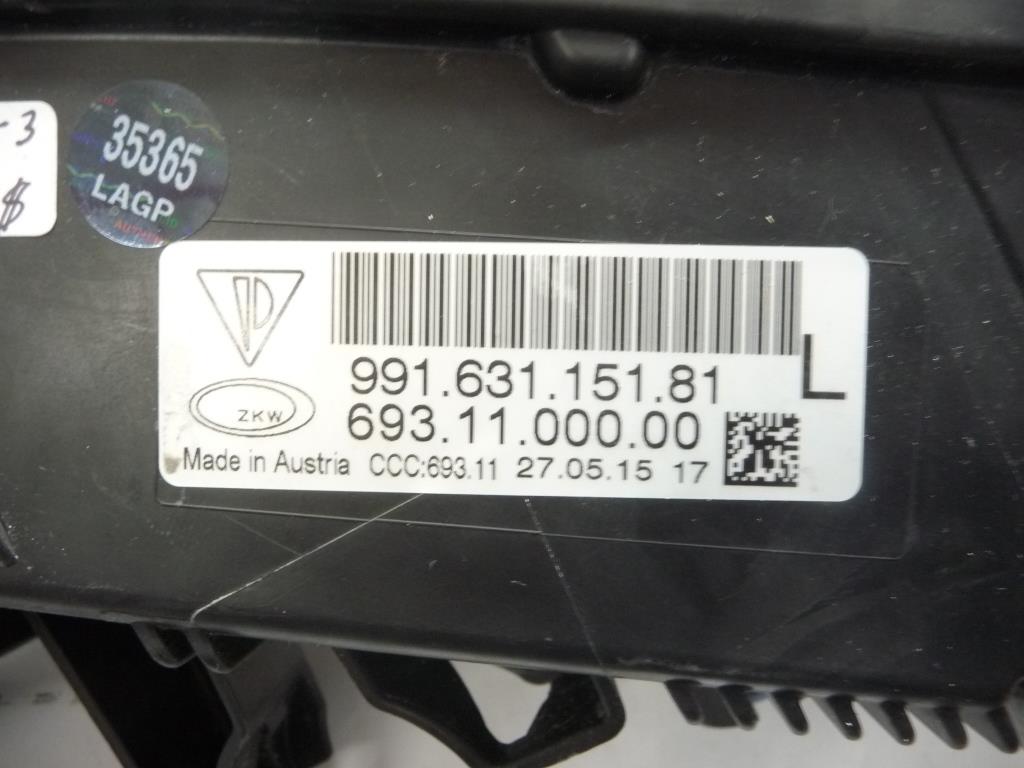 -3
$
35365
LAGP
991.631.151.81
L
693.11.000.00
ZKW
Made in Austria CCC:693.11 27.05.15 17